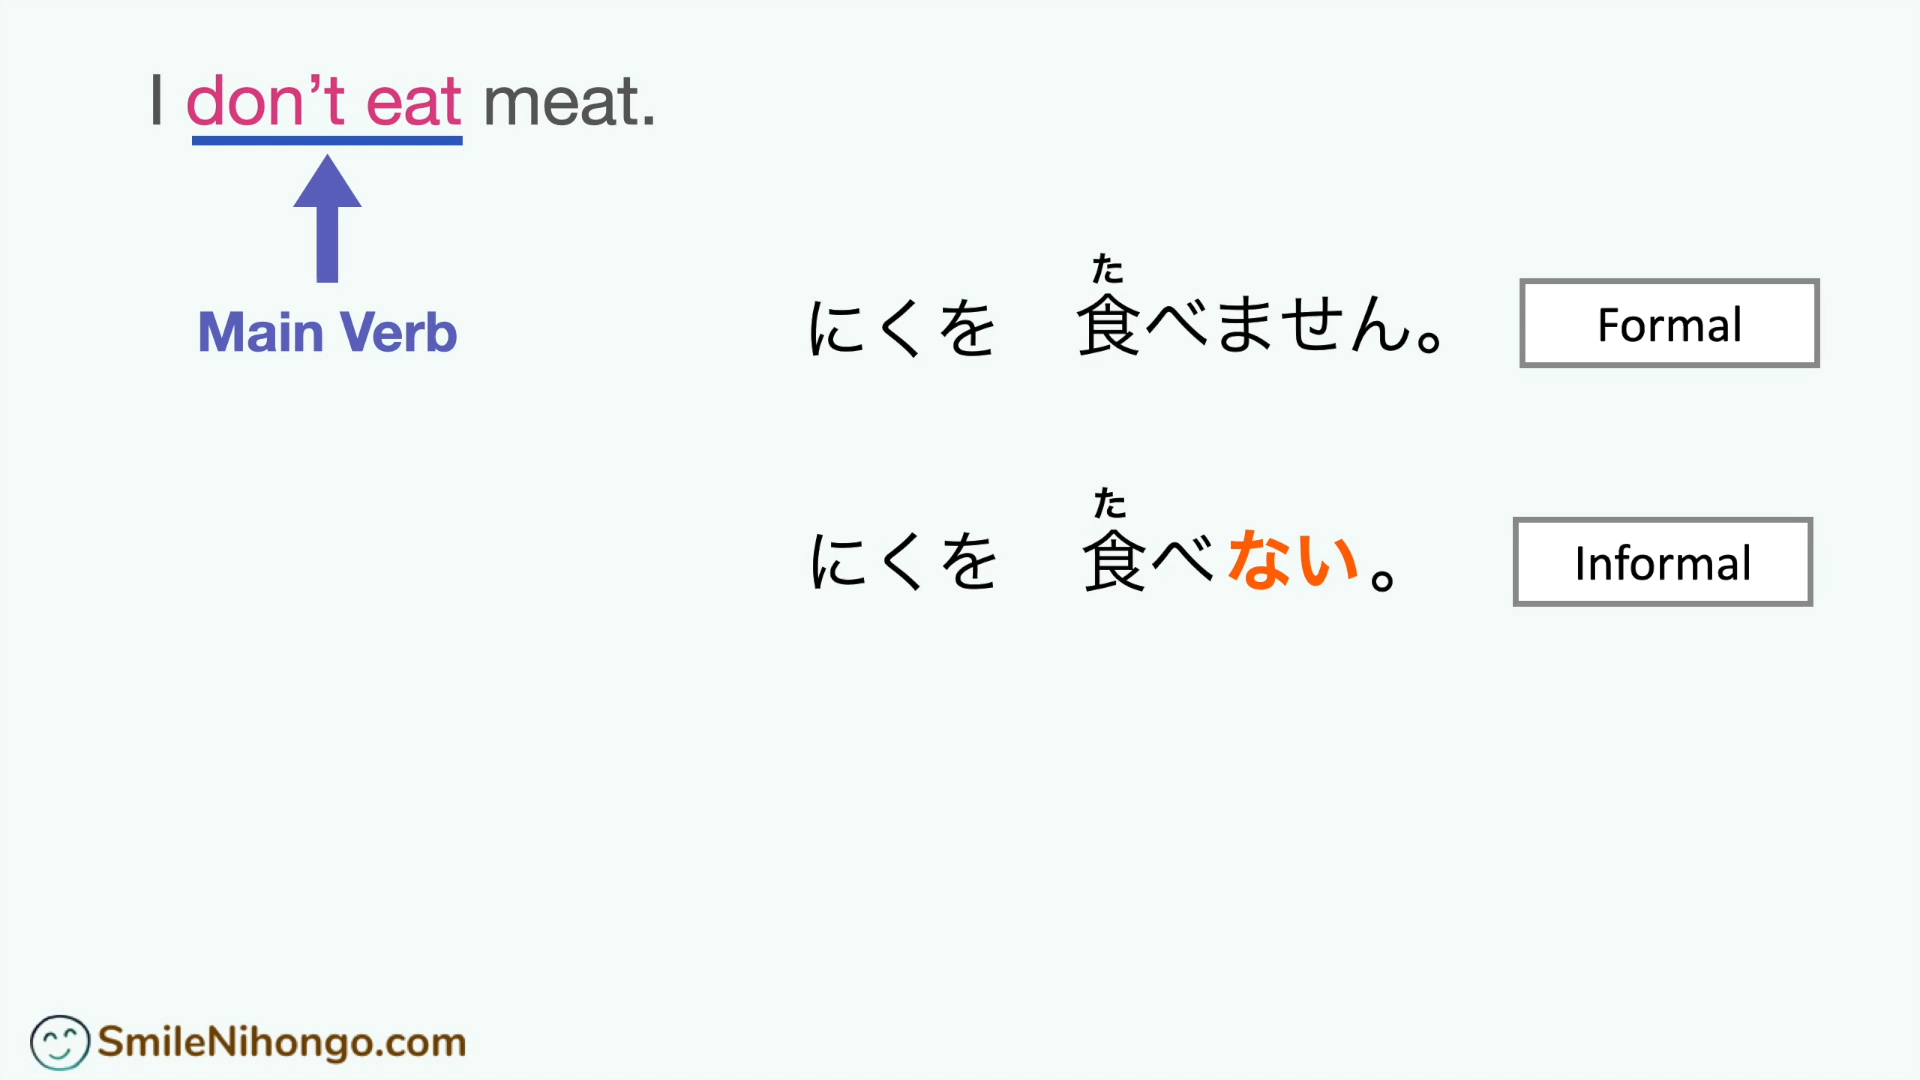 I don’t eat meat.
Main Verb
た
にくを 食べません。
Formal
た
にくを 食べない。
Informal
SmileNihongo.com